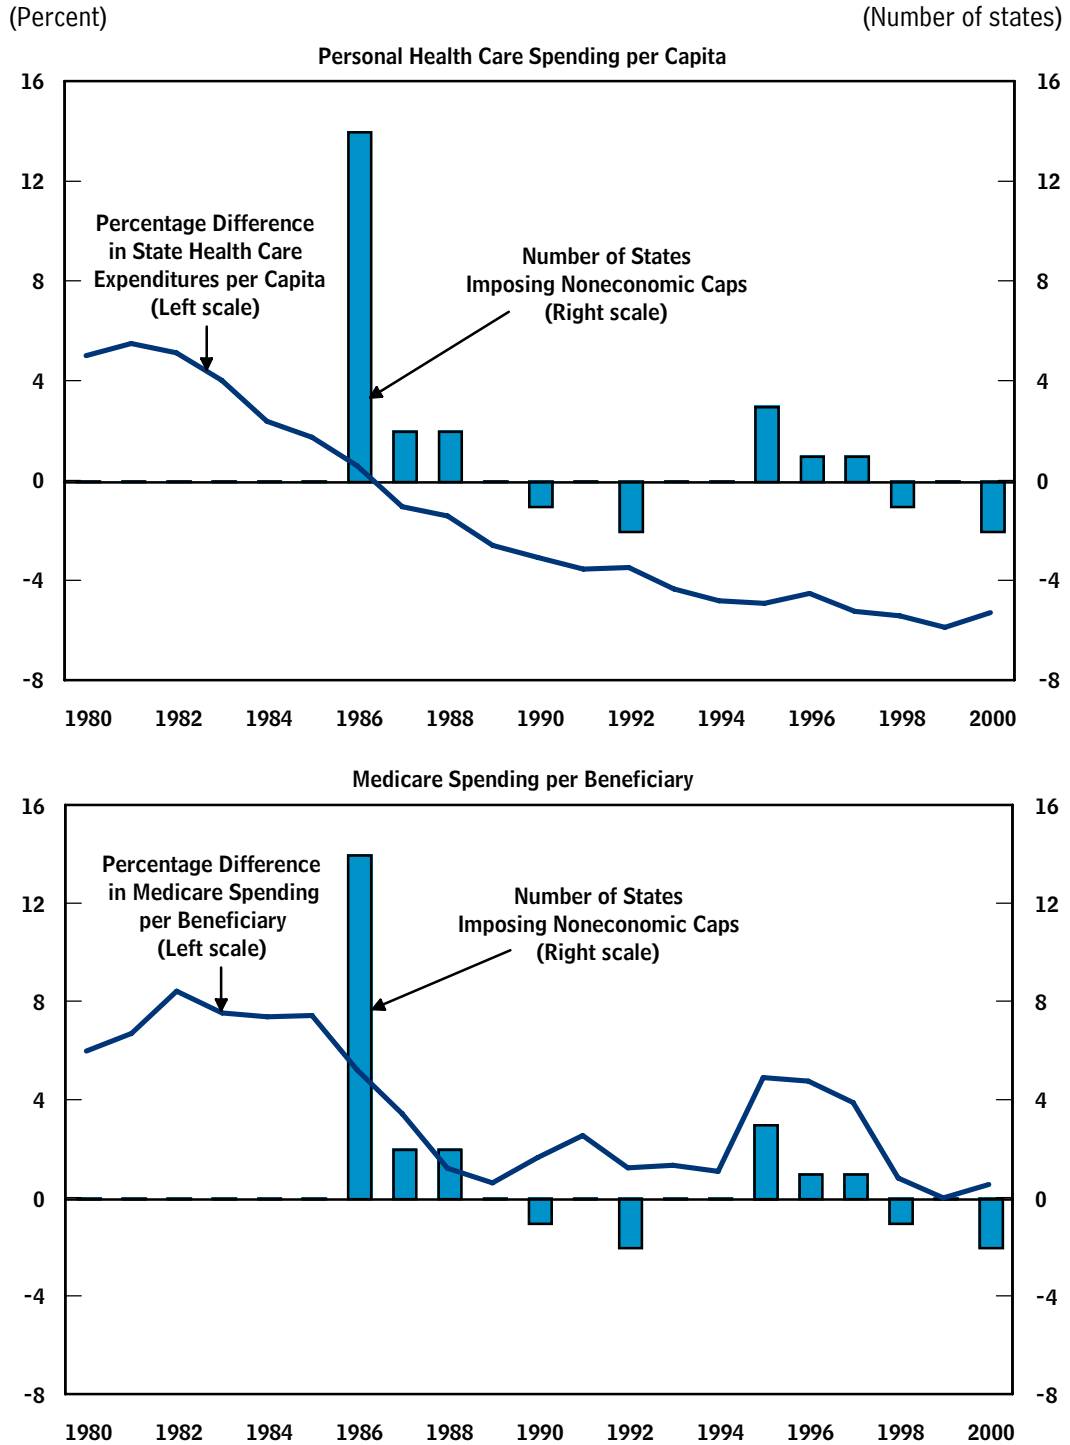 (Percent) (Number of states)
Personal Health Care Spending per Capita
16 16
12 12
Percentage Difference
in State Health Care
Expenditures per Capita
(Left scale)
Number of States
Imposing Noneconomic Caps
(Right scale)
8 8
4 4
0 0
-4 -4
-8 -8
1980 1982 1984 1986 1988 1990 1992 1994 1996 1998 2000
Medicare Spending per Beneficiary
16 16
Percentage Difference
in Medicare Spending
per Beneficiary
(Left scale)
Number of States
Imposing Noneconomic Caps
(Right scale)
12 12
8 8
4 4
0 0
-4 -4
-8 -8
1980 1982 1984 1986 1988 1990 1992 1994 1996 1998 2000